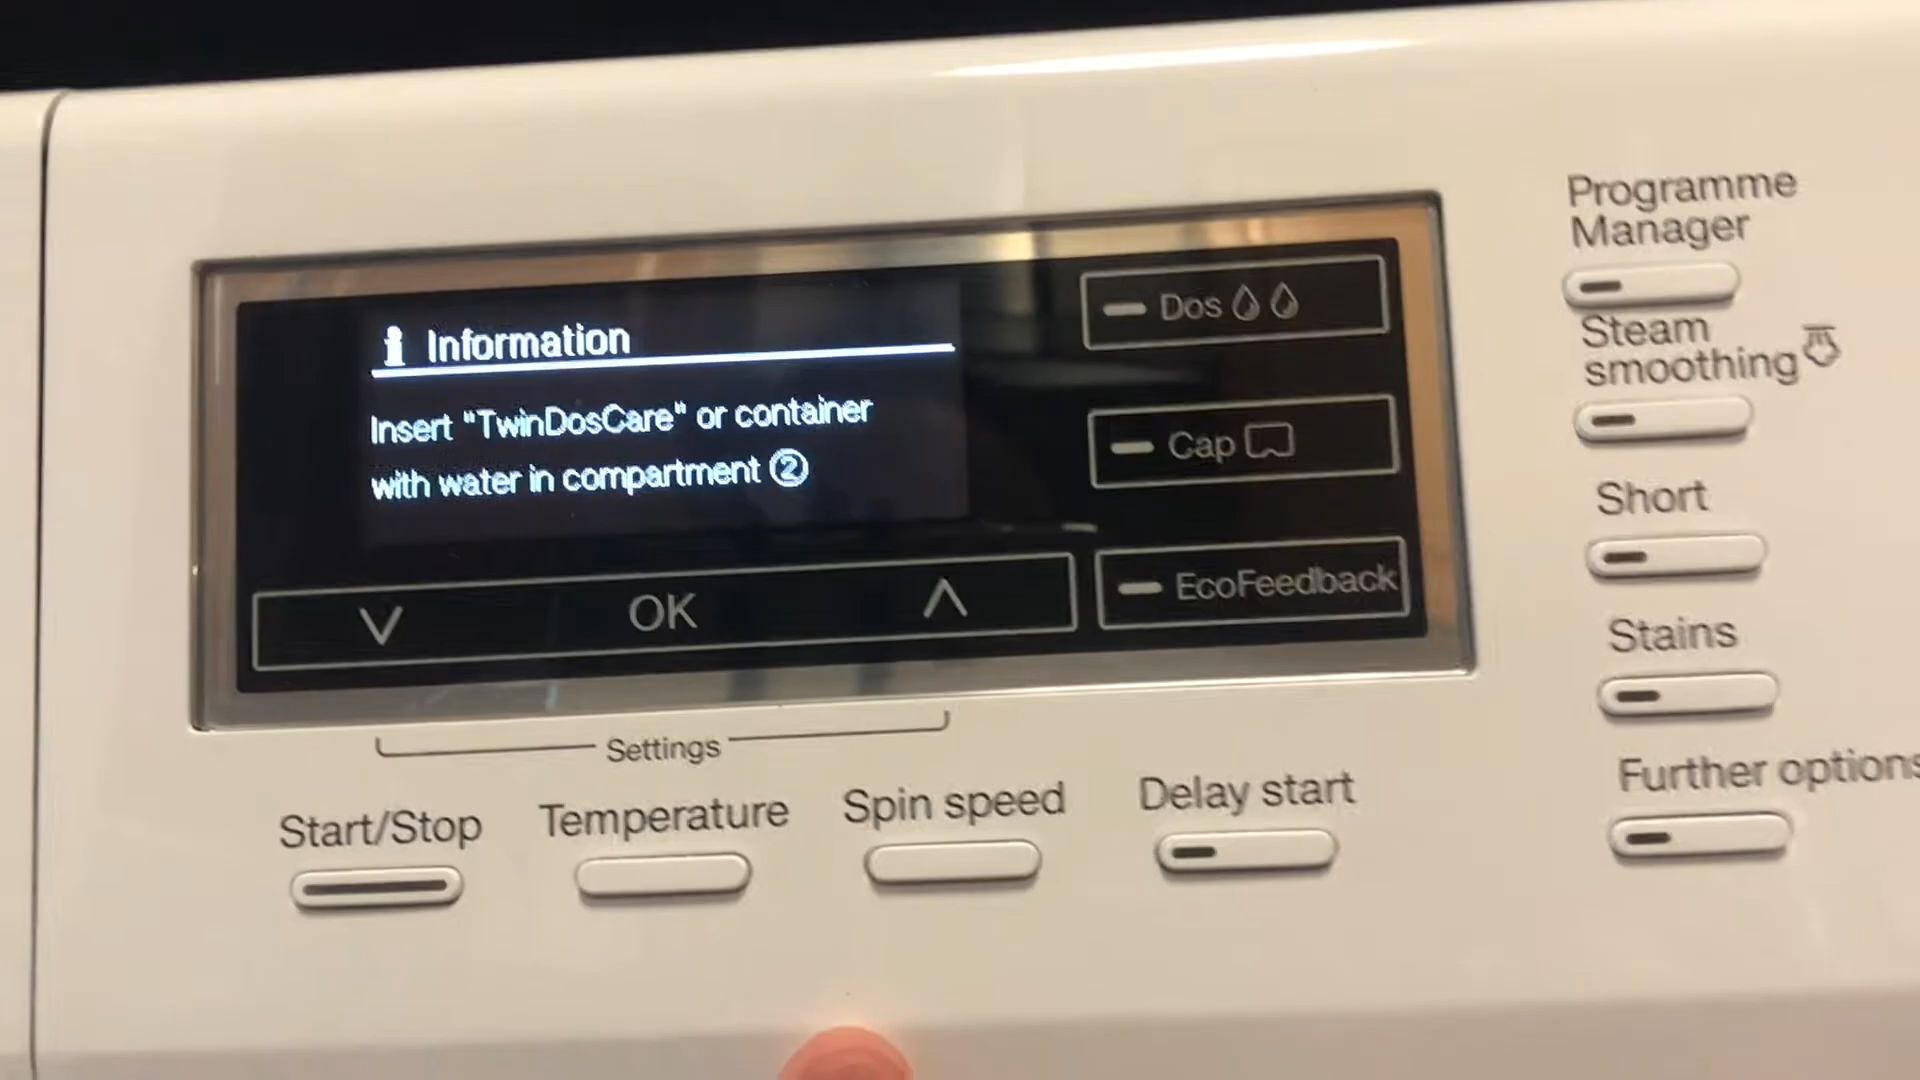 Information
Insert "TwinDosCare" or container
with water in compartment ②
Dos
Cap
EcoFeedback
OK
Settings
Start/Stop
Temperature
Spin speed
Delay start
Programme
Manager
Steam
smoothing
Short
Stains
Further options